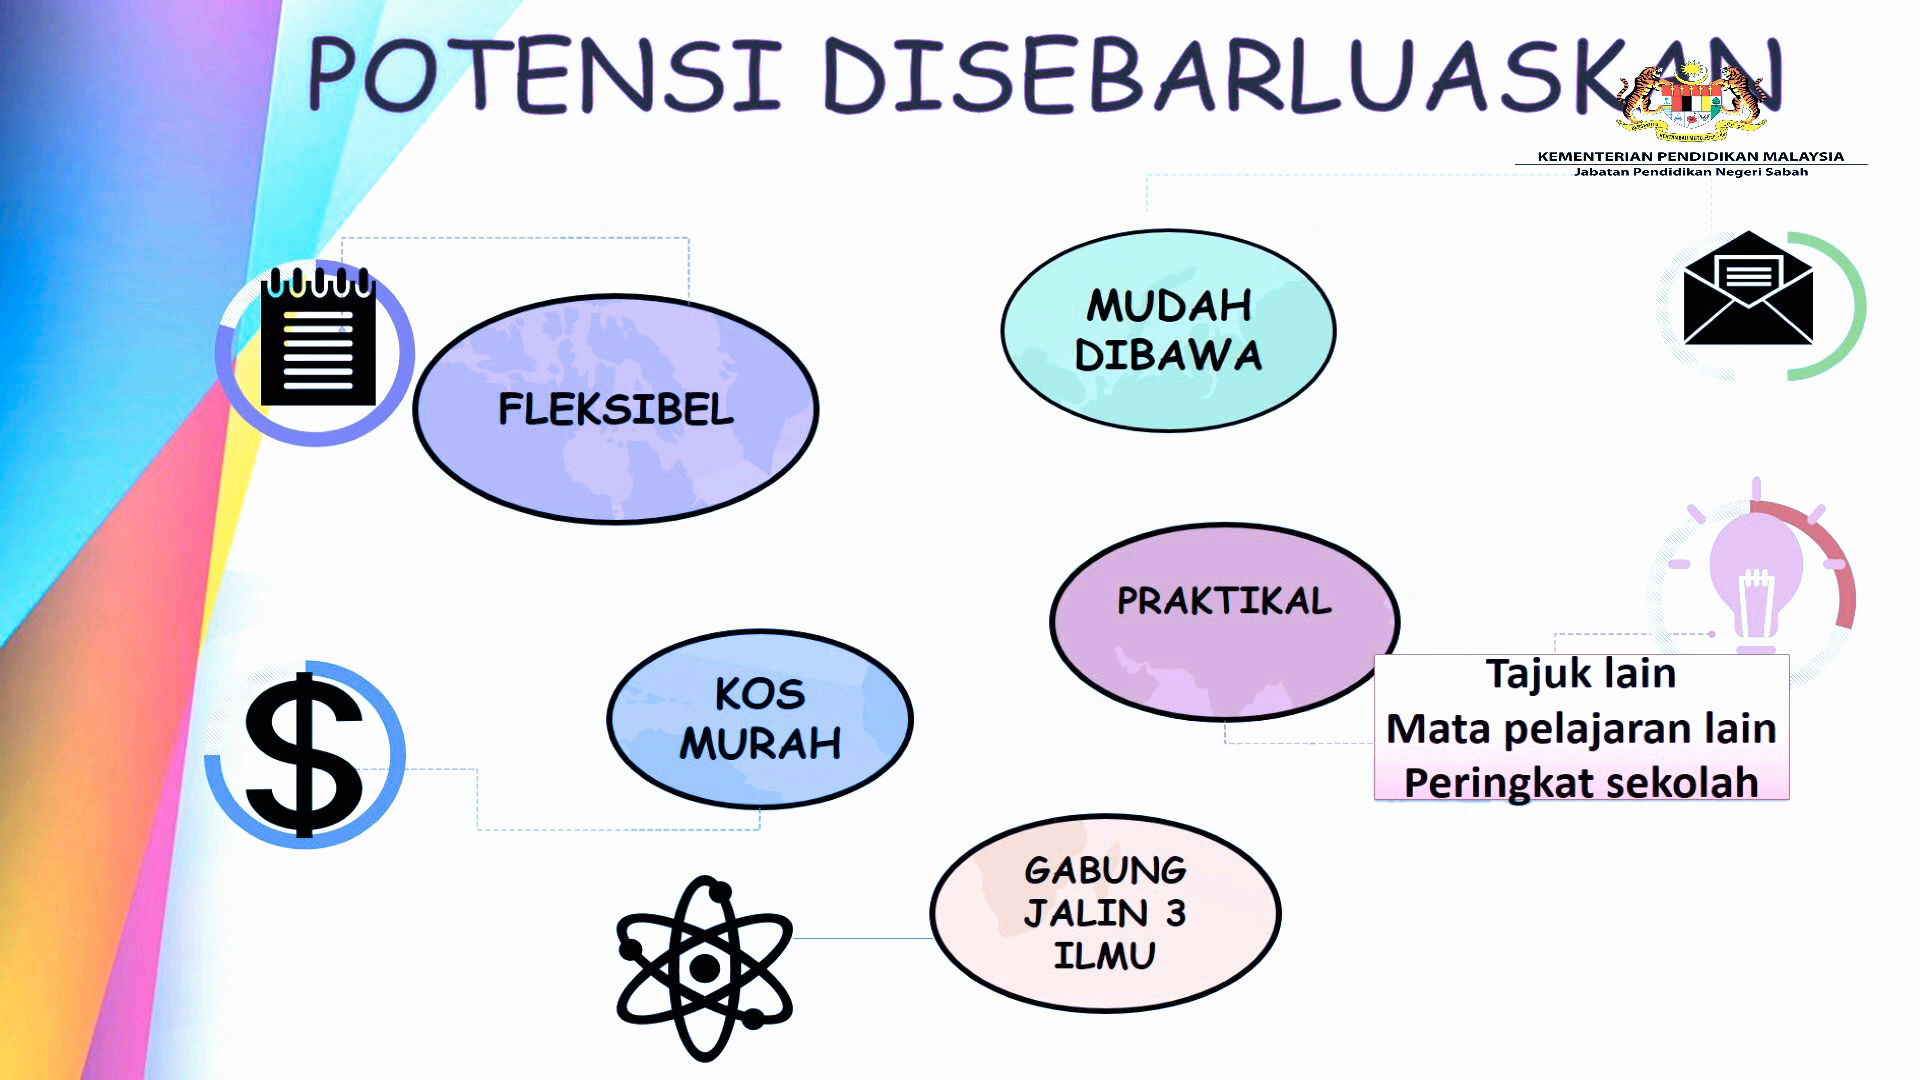 POTENSI DISEBARLUASKAN
KEMENTERIAN PENDIDIKAN MALAYSIA
Jabatan Pendidikan Negeri Sabah
FLEKSIBEL
MUDAH
DIBAWA
PRAKTIKAL
Tajuk lain
Mata pelajaran lain
Peringkat sekolah
KOS
MURAH
GABUNG
JALIN 3
ILMU